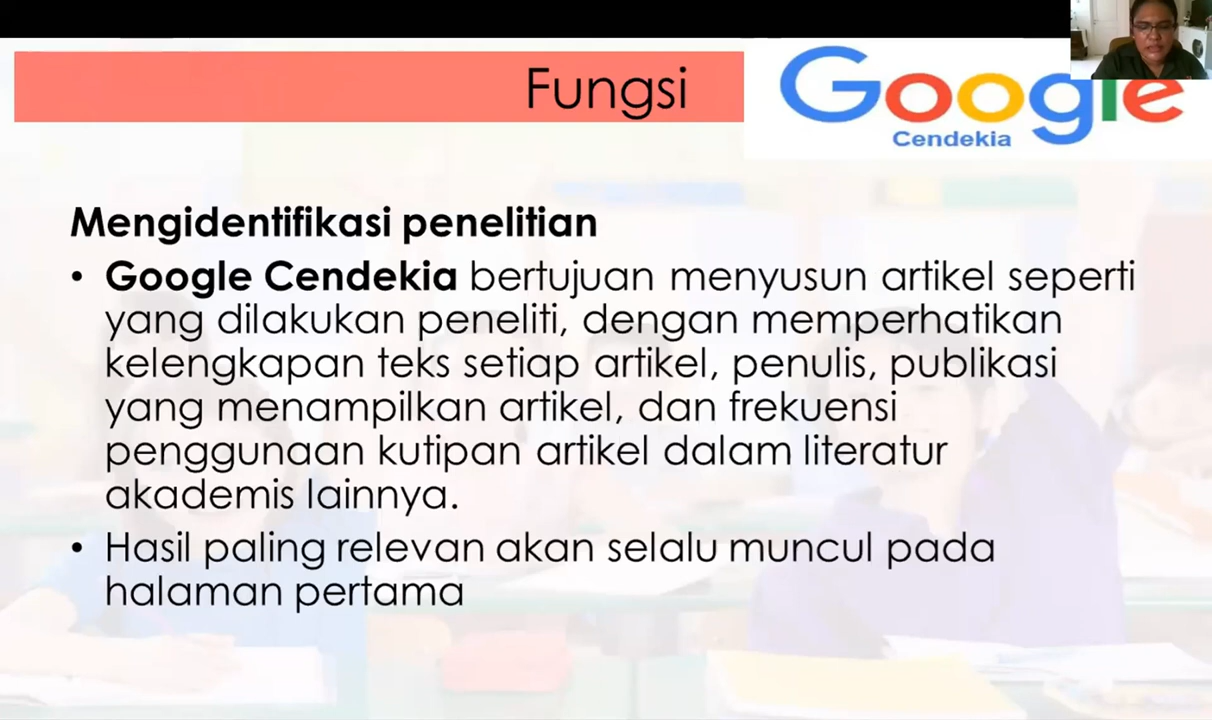 Fungsi
Google
Cendekia
Mengidentifikasi penelitian
• Google Cendekia bertujuan menyusun artikel seperti
yang dilakukan peneliti, dengan memperhatikan
kelengkapan teks setiap artikel, penulis, publikasi
yang menampilkan artikel, dan frekuensi
penggunaan kutipan artikel dalam literatur
akademis lainnya.
• Hasil paling relevan akan selalu muncul pada
halaman pertama